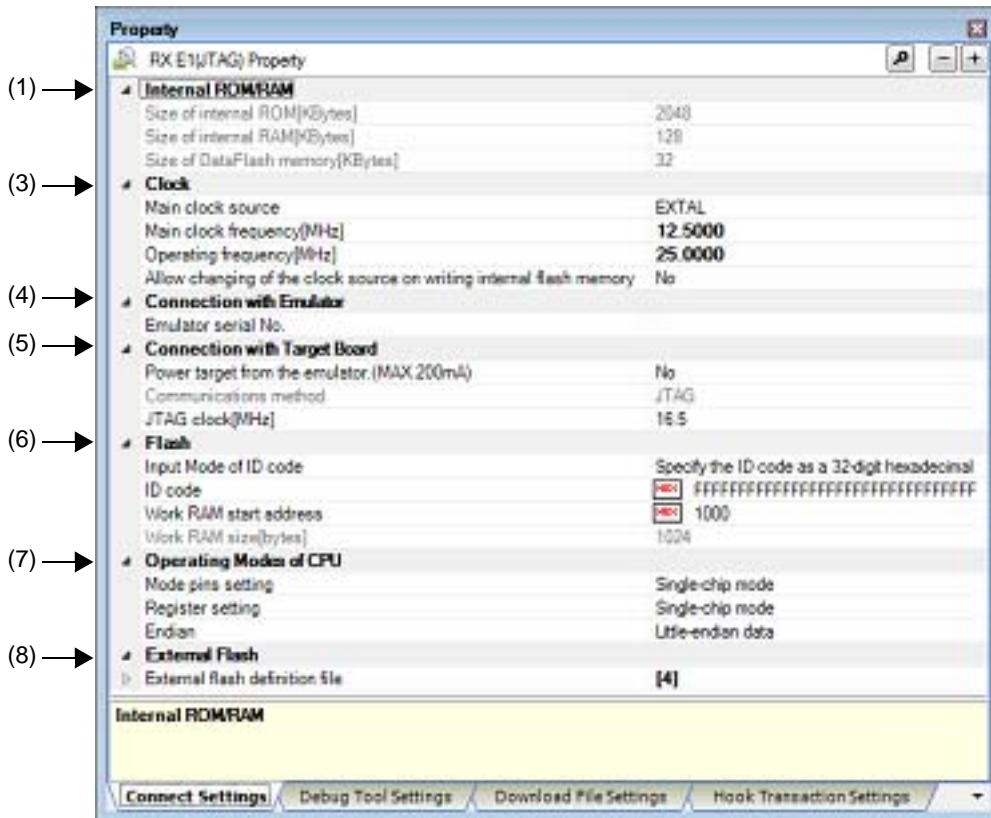 Property
RX E1(JTAG) Property
(1) Internal ROM/RAM
Size of internal ROM[KBytes] 2048
Size of internal RAM[KBytes] 128
Size of DataFlash memory[KBytes] 32
(3) Clock
Main clock source EXTAL
Main clock frequency[MHz] 12.5000
Operating frequency[MHz] 25.0000
Allow changing of the clock source on writing internal flash memory No
(4) Connection with Emulator
Emulator serial No.
(5) Connection with Target Board
Power target from the emulator.(MAX 200mA) No
Communications method JTAG
JTAG clock[MHz] 16.5
(6) Flash
Input Mode of ID code Specify the ID code as a 32-digit hexadecimal
ID code HEX FFFFFFFFFFFFFFFFFFFFFFFFFFFFFFFF
Work RAM start address HEX 1000
Work RAM size[bytes] 1024
(7) Operating Modes of CPU
Mode pins setting Single-chip mode
Register setting Single-chip mode
Endian Little-endian data
(8) External Flash
External flash definition file [4]
Internal ROM/RAM
Connect Settings Debug Tool Settings Download File Settings Hook Transaction Settings